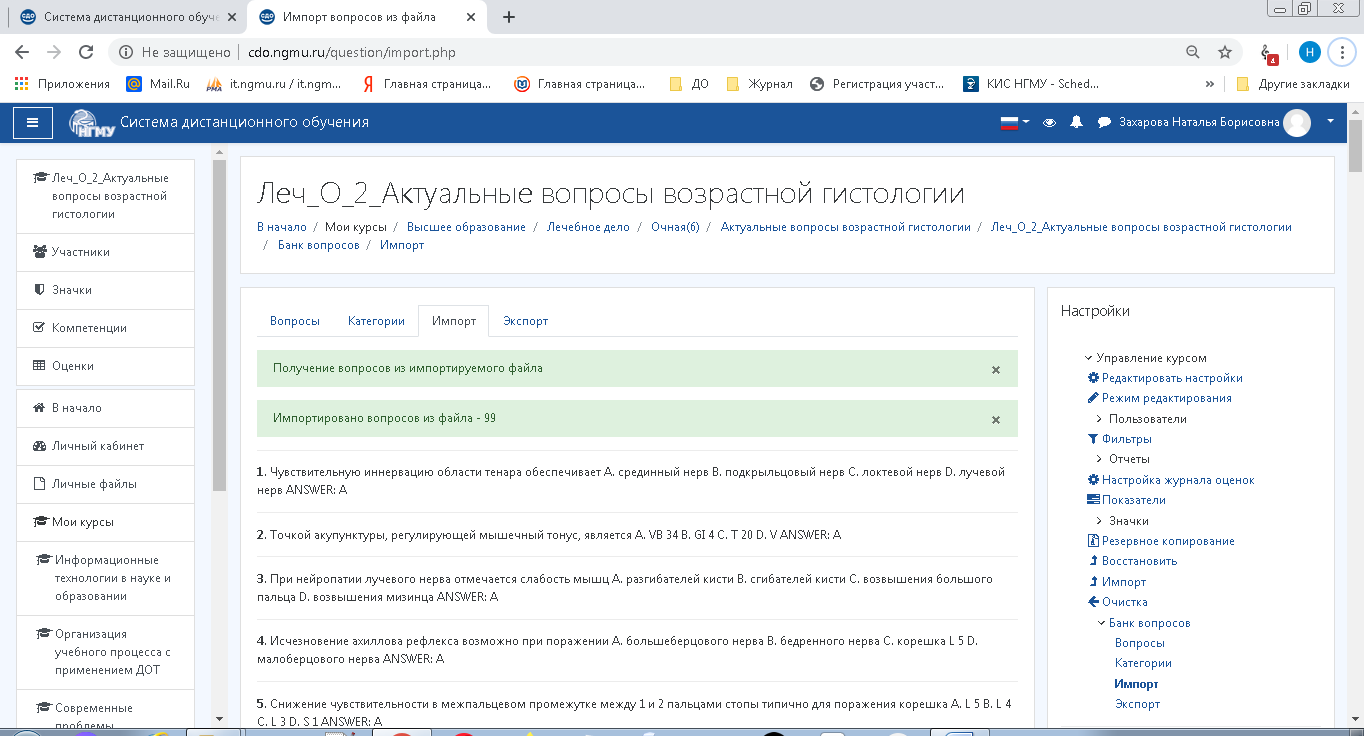 Система дистанционного обуче
Импорт вопросов из файла
Не защищено
cdo.ngmu.ru/question/import.php
4
Н
Приложения
Mail.Ru
it.ngmu.ru / it.ngm...
Главная страница...
Главная страница...
ДО
Журнал
Регистрация участ...
КИС НГМУ - Sched...
»
Другие закладки
НГМУ
Система дистанционного обучения
Захарова Наталья Борисовна
Леч_О_2_Актуальные
вопросы возрастной
гистологии
Участники
Значки
Компетенции
Оценки
В начало
Личный кабинет
Личные файлы
Мои курсы
Информационные
технологии в науке и
образовании
Организация
учебного процесса с
применением ДОТ
Современные
проблемы
Леч_О_2_Актуальные вопросы возрастной гистологии
В начало / Мои курсы / Высшее образование / Лечебное дело / Очная(6) / Актуальные вопросы возрастной гистологии / Леч_О_2_Актуальные вопросы возрастной гистологии
/ Банк вопросов / Импорт
Вопросы
Категории
Импорт
Экспорт
Получение вопросов из импортируемого файла
Импортировано вопросов из файла - 99
1. Чувствительную иннервацию области тенара обеспечивает A. срединный нерв B. подкрыльцовый нерв C. локтевой нерв D. лучевой
нерв ANSWER: A
2. Точкой акупунктуры, регулирующей мышечный тонус, является A. VB 34 B. GI 4 C. T 20 D. V ANSWER: A
3. При нейропатии лучевого нерва отмечается слабость мышц A. разгибателей кисти B. сгибателей кисти C. возвышения большого
пальца D. возвышения мизинца ANSWER: A
4. Исчезновение ахиллова рефлекса возможно при поражении A. большеберцового нерва B. бедренного нерва C. корешка L 5 D.
малоберцового нерва ANSWER: A
5. Снижение чувствительности в межпальцевом промежутке между 1 и 2 пальцами стопы типично для поражения корешка A. L 5 B. L 4
C. L 3 D. S 1 ANSWER: A
Настройки
Управление курсом
Редактировать настройки
Режим редактирования
Пользователи
Фильтры
Отчеты
Настройка журнала оценок
Показатели
Значки
Резервное копирование
Восстановить
Импорт
Очистка
Банк вопросов
Вопросы
Категории
Импорт
Экспорт